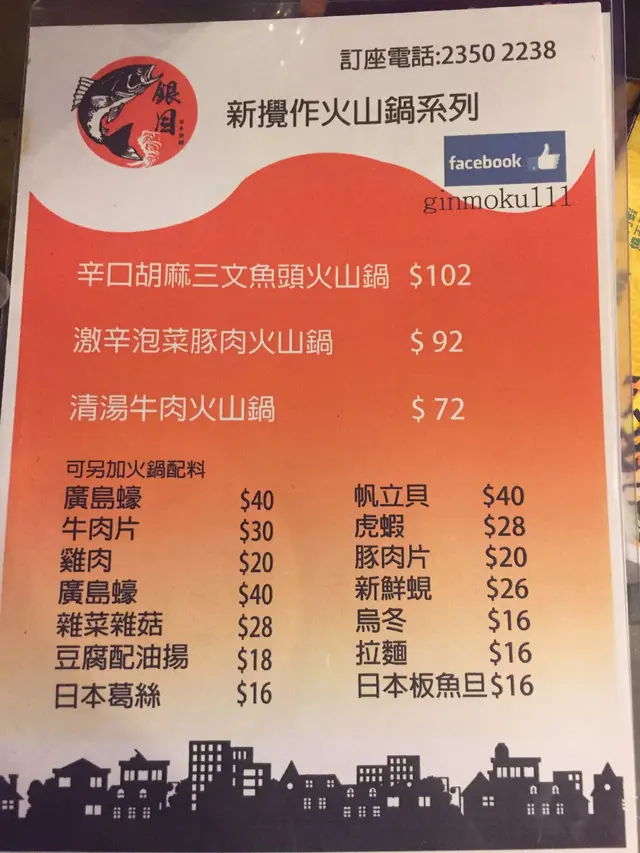 訂座電話:2350 2238
銀目
新攪作火山鍋系列
facebook
ginmoku111
辛口胡麻三文魚頭火山鍋 $102
激辛泡菜豚肉火山鍋 $ 92
清湯牛肉火山鍋 $ 72
可另加火鍋配料
廣島蠔 $40 帆立貝 $40
牛肉片 $30 虎蝦 $28
雞肉 $20 豚肉片 $20
廣島蠔 $40 新鮮蜆 $26
雜菜雜菇 $28 烏冬 $16
豆腐配油揚 $18 拉麵 $16
日本葛絲 $16 日本板魚旦 $16